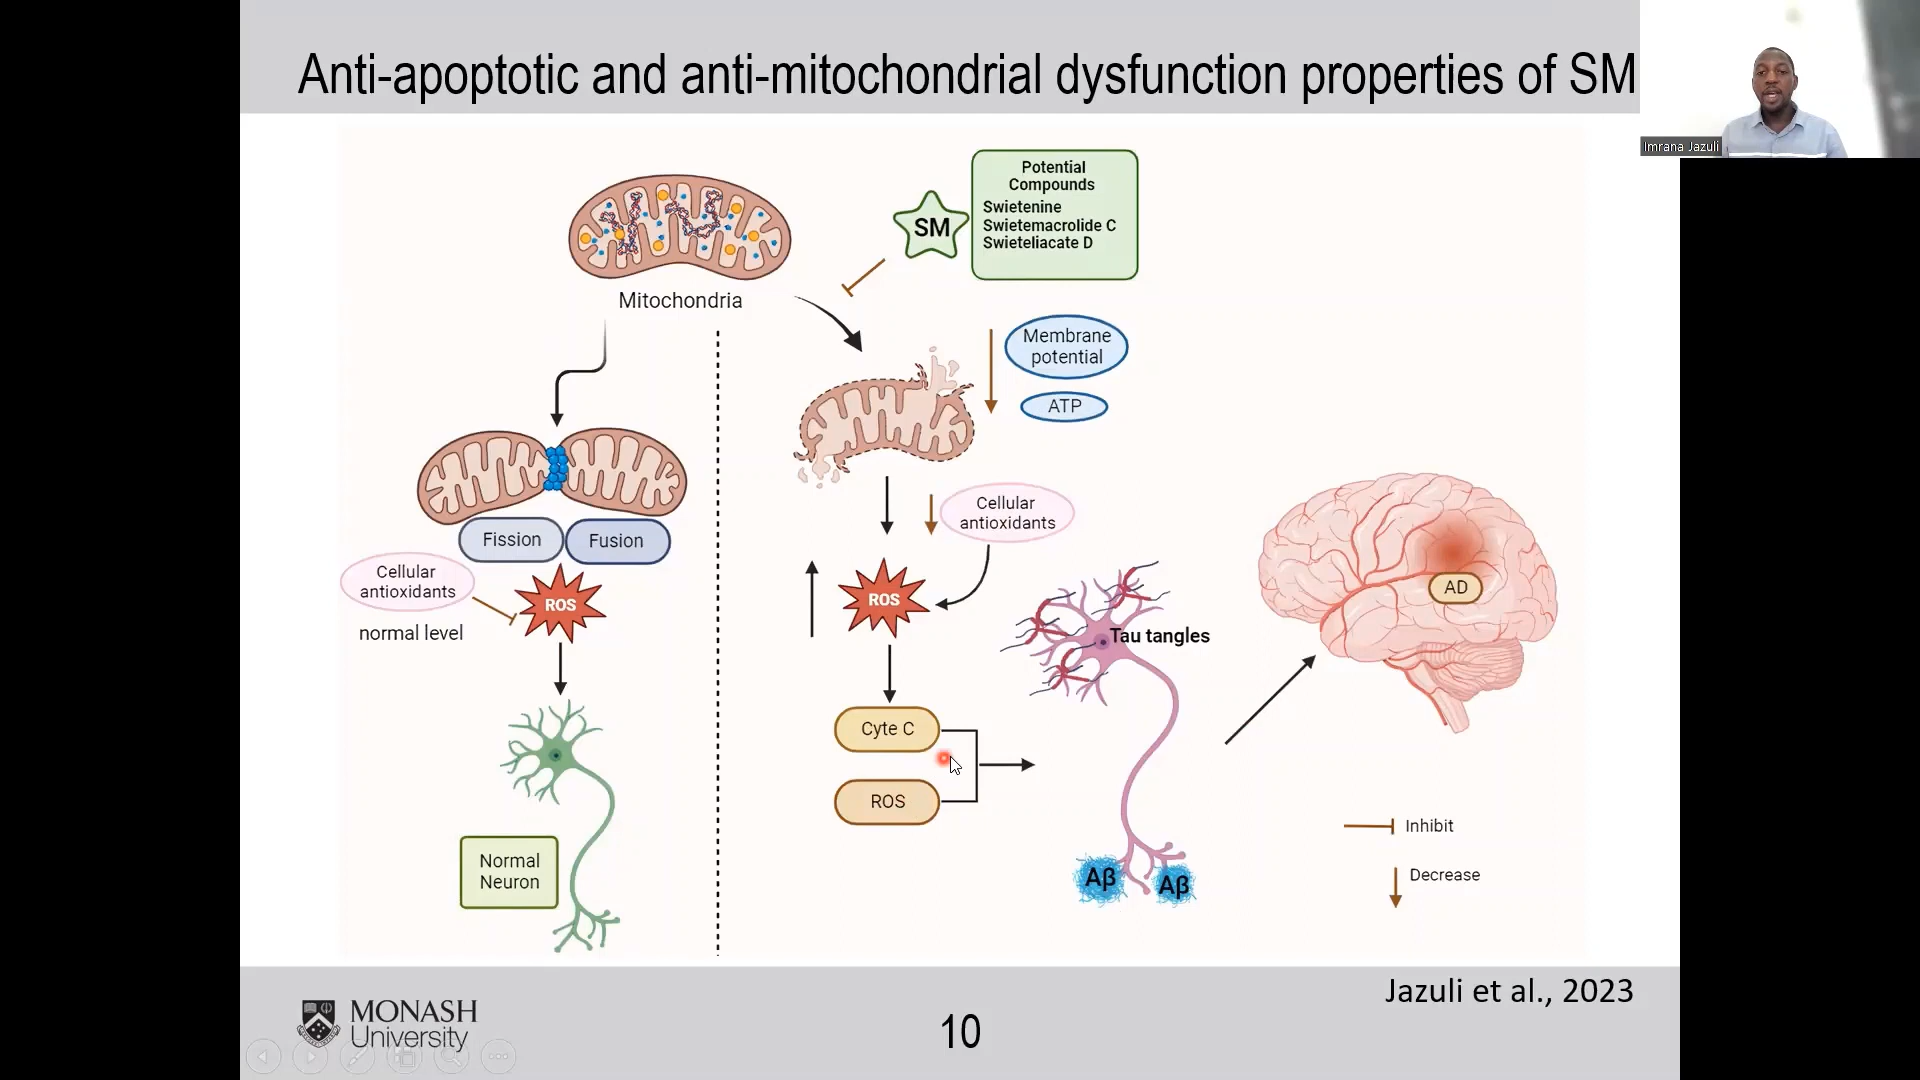 Anti-apoptotic and anti-mitochondrial dysfunction properties of SM
Imrana Jazuli
Potential
Compounds
Swietenine
Swietemacrolide C
Swieteliacate D
SM
Mitochondria
Membrane
potential
ATP
Fission
Fusion
Cellular
antioxidants
normal level
ROS
Normal
Neuron
Cellular
antioxidants
ROS
Cyte C
ROS
Tau tangles
Aβ
Aβ
AD
Inhibit
Decrease
Jazuli et al., 2023
MONASH
University
10